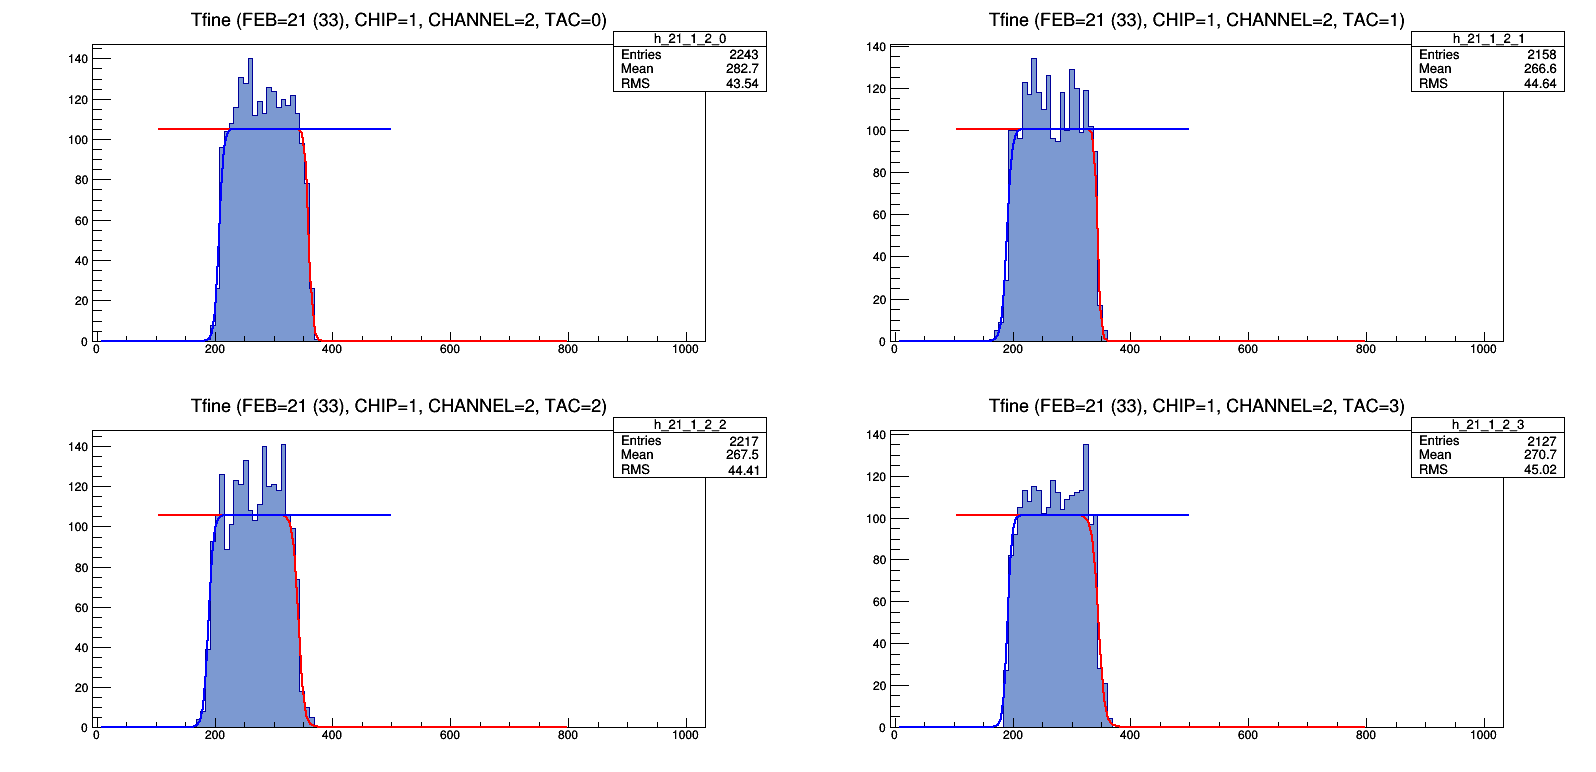 Tfine (FEB=21 (33), CHIP=1, CHANNEL=2, TAC=0)
h_21_1_2_0
Entries 2243
Mean 282.7
RMS 43.54
140
120
100
80
60
40
20
0
0 200 400 600 800 1000
Tfine (FEB=21 (33), CHIP=1, CHANNEL=2, TAC=1)
h_21_1_2_1
Entries 2158
Mean 266.6
RMS 44.64
140
120
100
80
60
40
20
0
0 200 400 600 800 1000
Tfine (FEB=21 (33), CHIP=1, CHANNEL=2, TAC=2)
h_21_1_2_2
Entries 2217
Mean 267.5
RMS 44.41
140
120
100
80
60
40
20
0
0 200 400 600 800 1000
Tfine (FEB=21 (33), CHIP=1, CHANNEL=2, TAC=3)
h_21_1_2_3
Entries 2127
Mean 270.7
RMS 45.02
140
120
100
80
60
40
20
0
0 200 400 600 800 1000